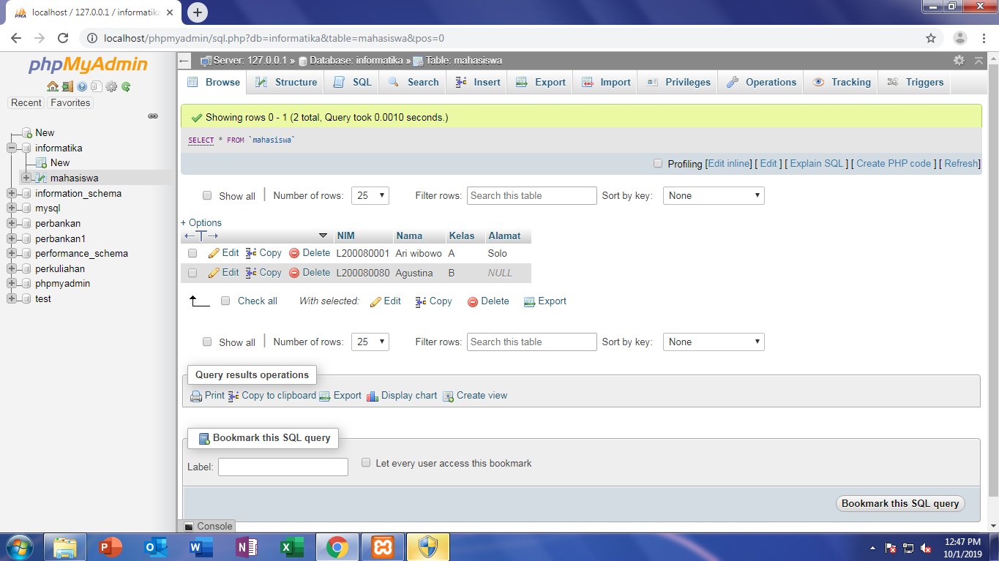 localhost / 127.0.0.1 / informatika
localhost/phpmyadmin/sql.php?db=informatika&table=mahasiswa&pos=0
phpMyAdmin
Recent Favorites
New
informatika
New
mahasiswa
information_schema
mysql
perbankan
perbankan1
performance_schema
perkuliahan
phpmyadmin
test
Server: 127.0.0.1 » Database: informatika » Table: mahasiswa
Browse Structure SQL Search Insert Export Import Privileges Operations Tracking Triggers
Showing rows 0 - 1 (2 total, Query took 0.0010 seconds.)
SELECT * FROM `mahasiswa`
Profiling [Edit inline] [ Edit ] [ Explain SQL ] [ Create PHP code ] [ Refresh]
Show all | Number of rows: 25 Filter rows: Search this table Sort by key: None
+ Options
←T→ NIM Nama Kelas Alamat
Edit Copy Delete L200080001 Ari wibowo A Solo
Edit Copy Delete L200080080 Agustina B NULL
Check all With selected: Edit Copy Delete Export
Show all | Number of rows: 25 Filter rows: Search this table Sort by key: None
Query results operations
Print Copy to clipboard Export Display chart Create view
Bookmark this SQL query
Label: Let every user access this bookmark
Bookmark this SQL query
Console
12:47 PM
10/1/2019